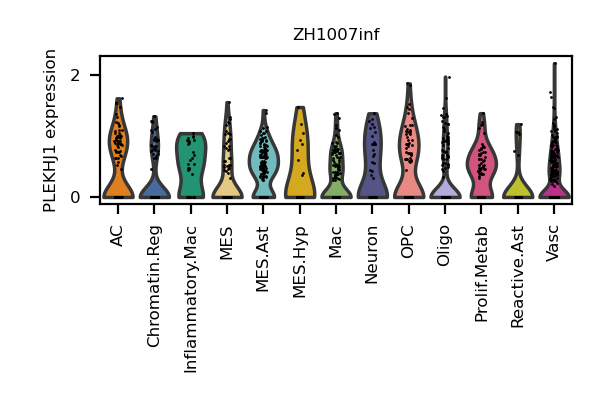 ZH1007inf
PLEKHJ1 expression
2
0
AC
Chromatin.Reg
Inflammatory.Mac
MES
MES.Ast
MES.Hyp
Mac
Neuron
OPC
Oligo
Prolif.Metab
Reactive.Ast
Vasc